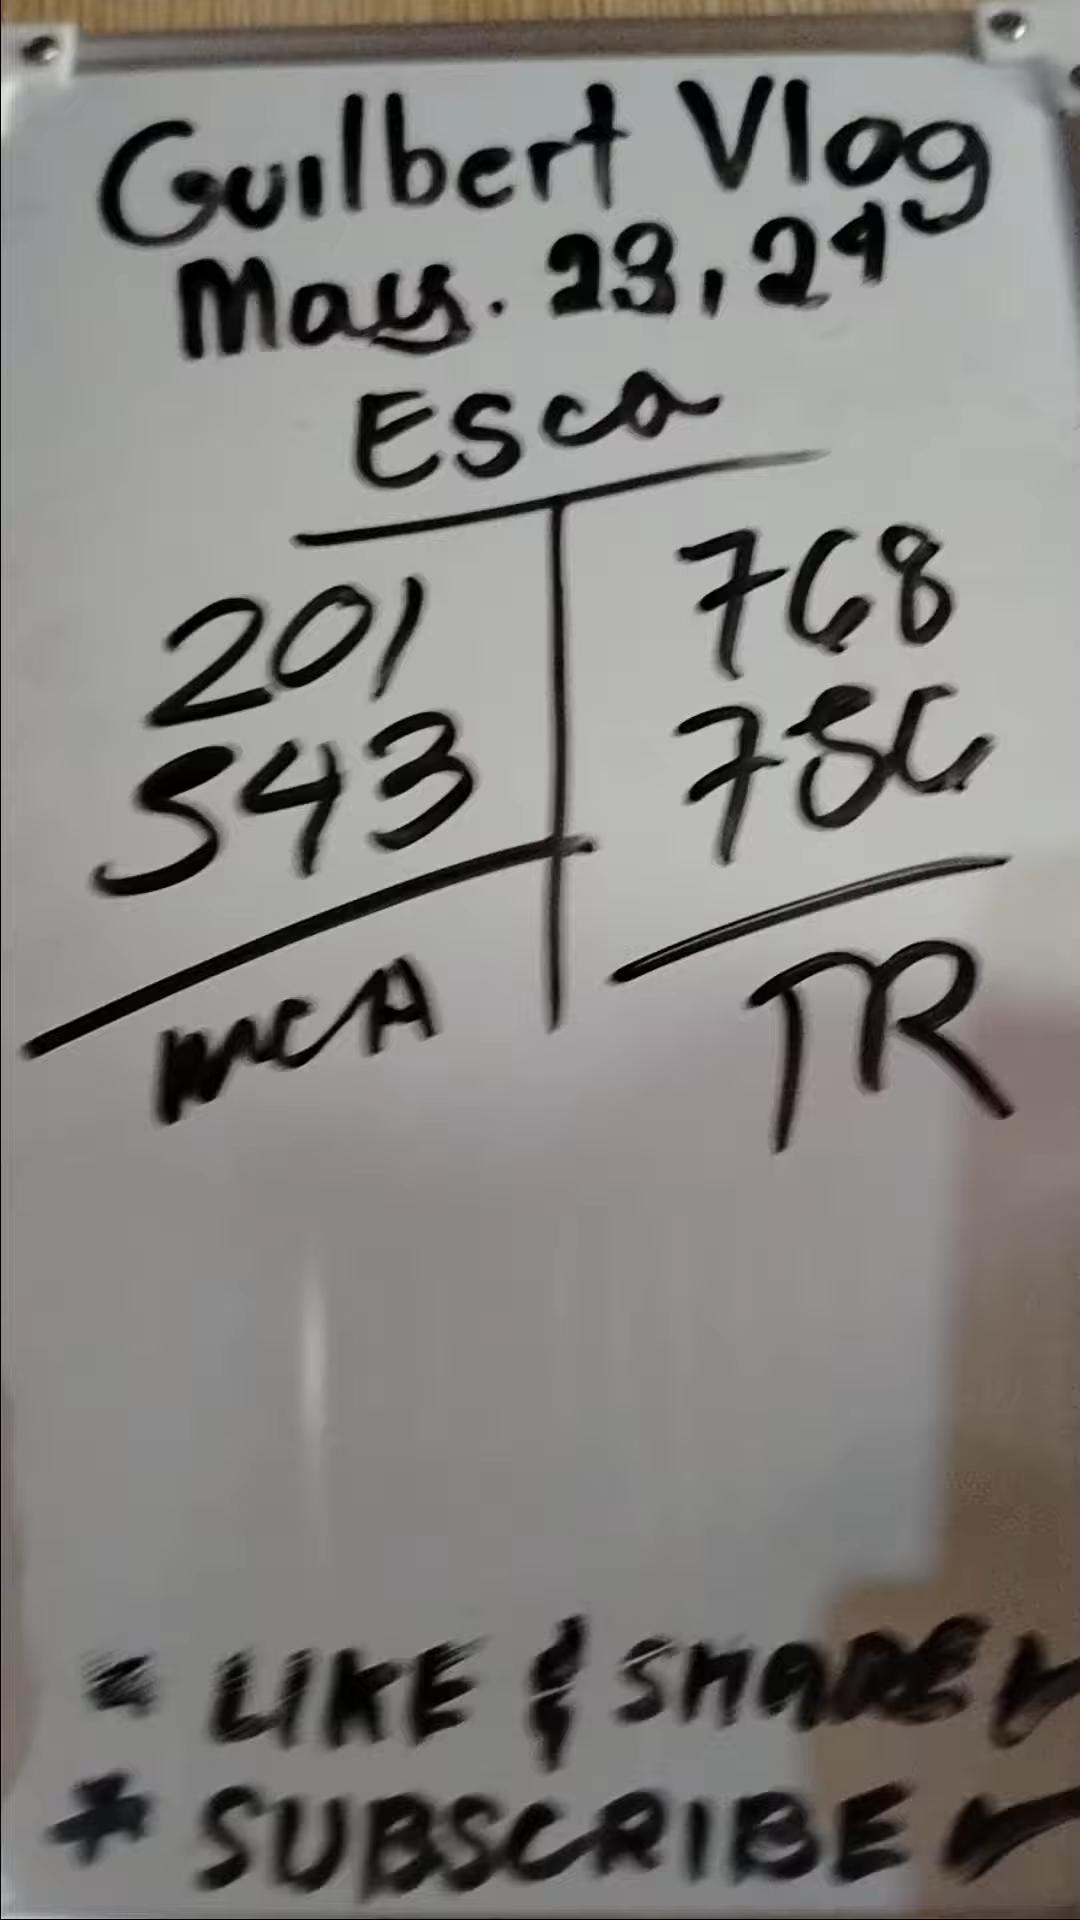 Guilbert Vlog
May. 23, 24
ESca
201 768
543 786
MCA TR
* LIKE & SHARE ✓
* SUBSCRIBE ✓